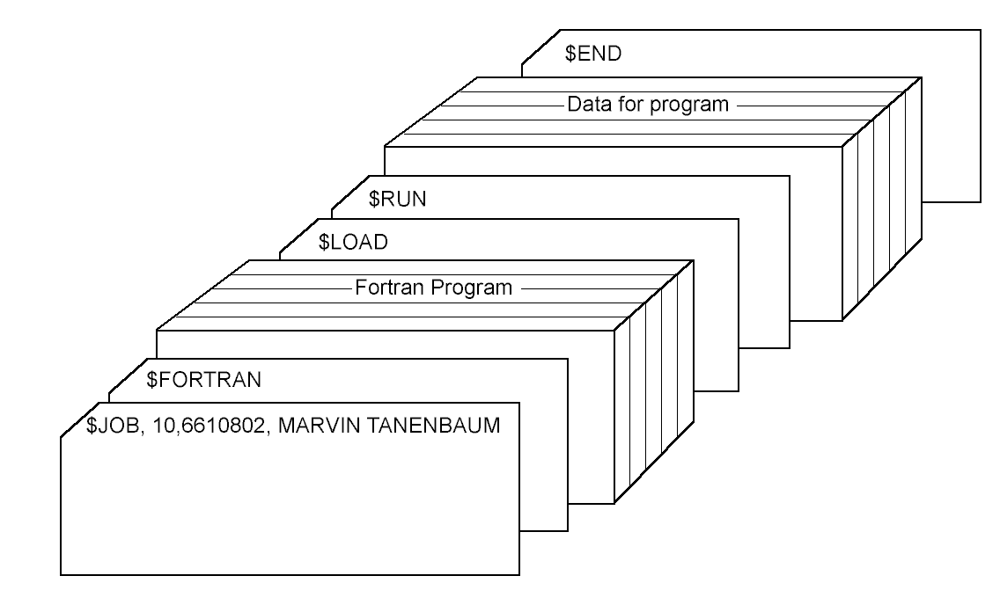 $END
Data for program
$RUN
$LOAD
Fortran Program
$FORTRAN
$JOB, 10,6610802, MARVIN TANENBAUM